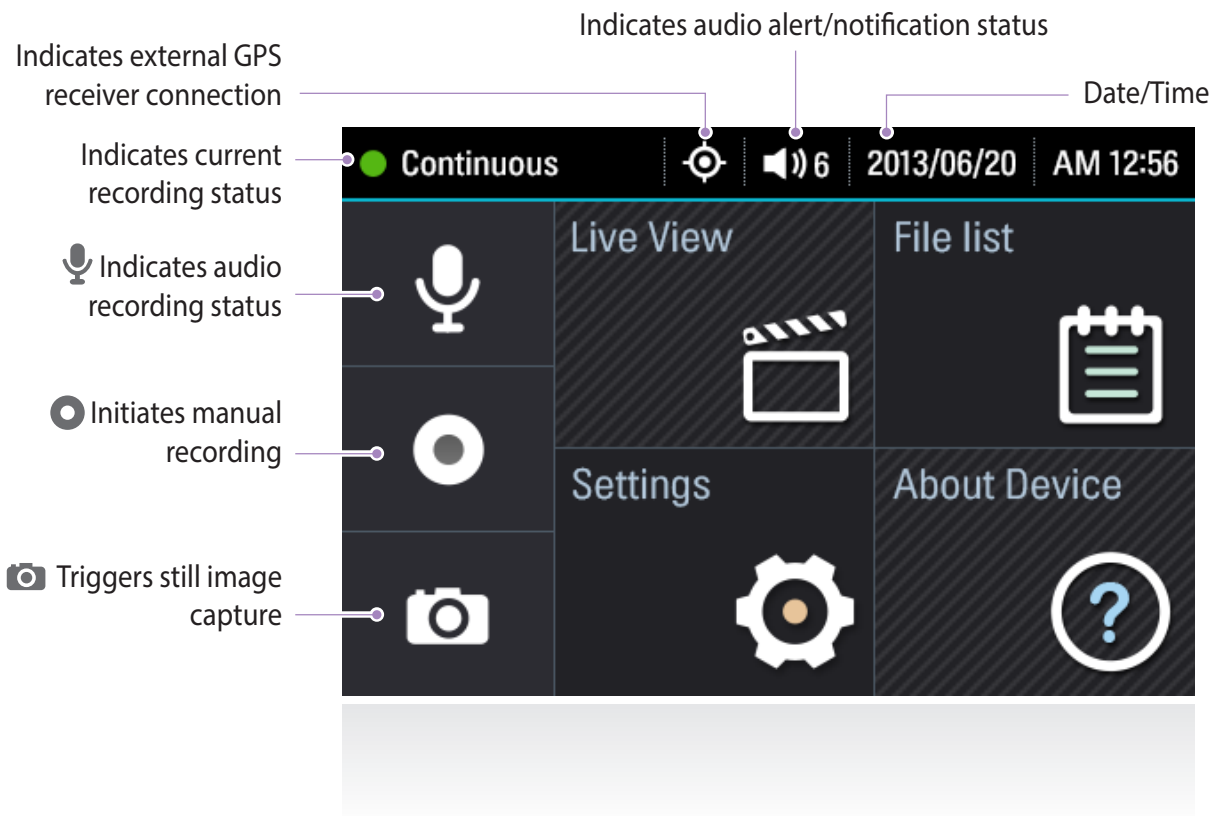 Indicates audio alert/notification status
Indicates external GPS
receiver connection
Date/Time
Indicates current
recording status
Continuous
6
2013/06/20
AM 12:56
Indicates audio
recording status
Live View
File list
Initiates manual
recording
Settings
About Device
Triggers still image
capture
?